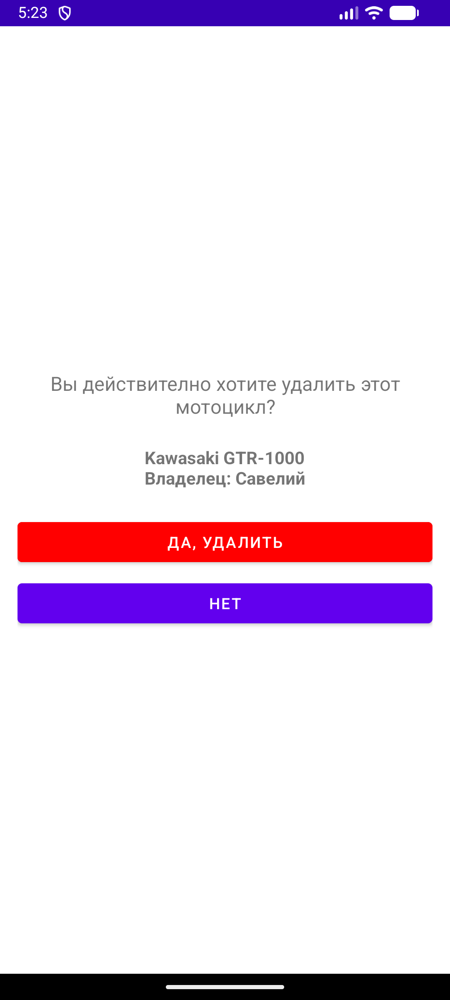 5:23
Вы действително хотите удалить этот
мотоцикл?
Kawasaki GTR-1000
Владелец: Савелий
ДА, УДАЛИТЬ
НЕТ